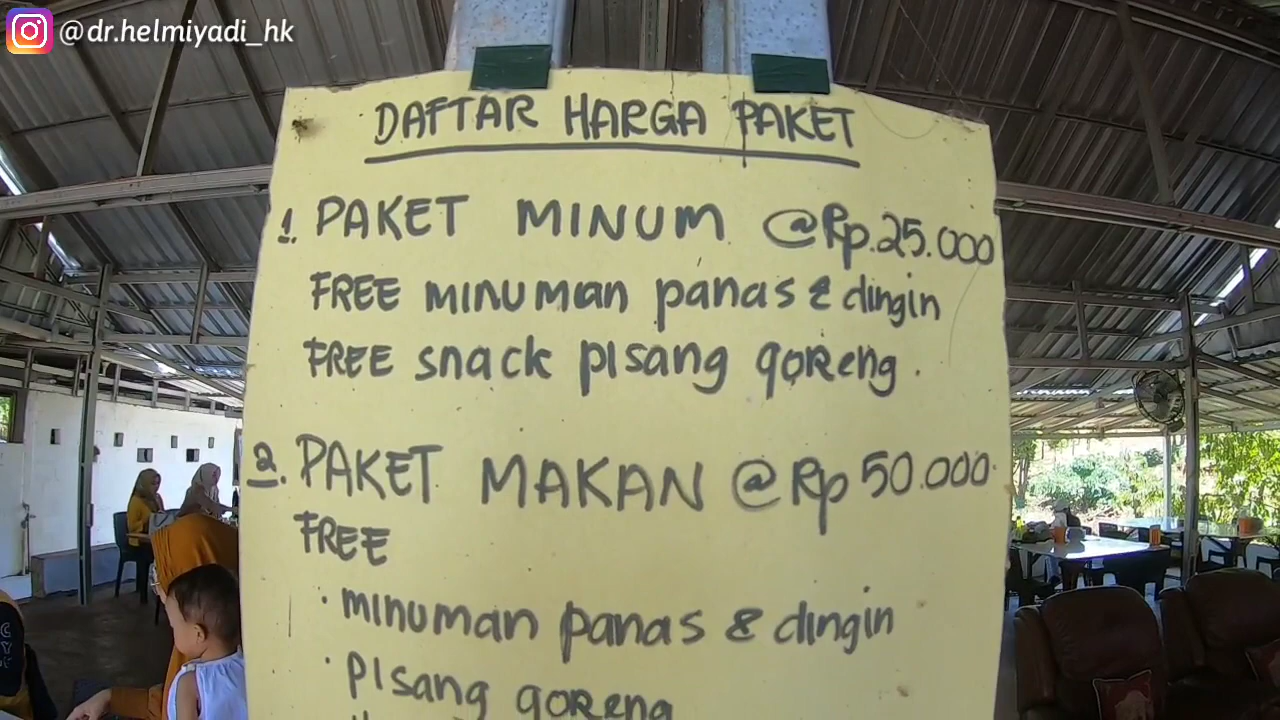 @dr.helmiyadi_hk
DAFTAR HARGA PAKET
1. PAKET MINUM @Rp.25.000
FREE MINUMAN panas & dingin
FREE snack pisang goreng.
2. PAKET MAKAN @Rp 50.000.
FREE
· minuman panas & dingin
· pisang goreng